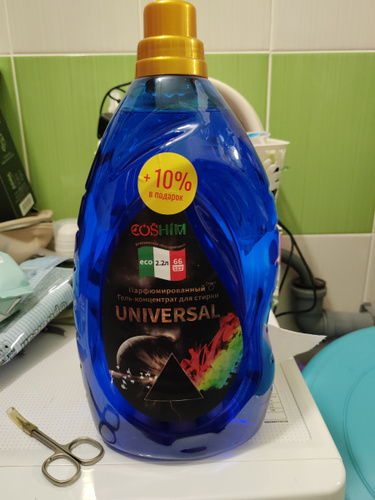 + 10%
в подарок
COSHIM
eco 2.2л 66
Парфюмированный
Гель-концентрат для стирки
UNIVERSAL